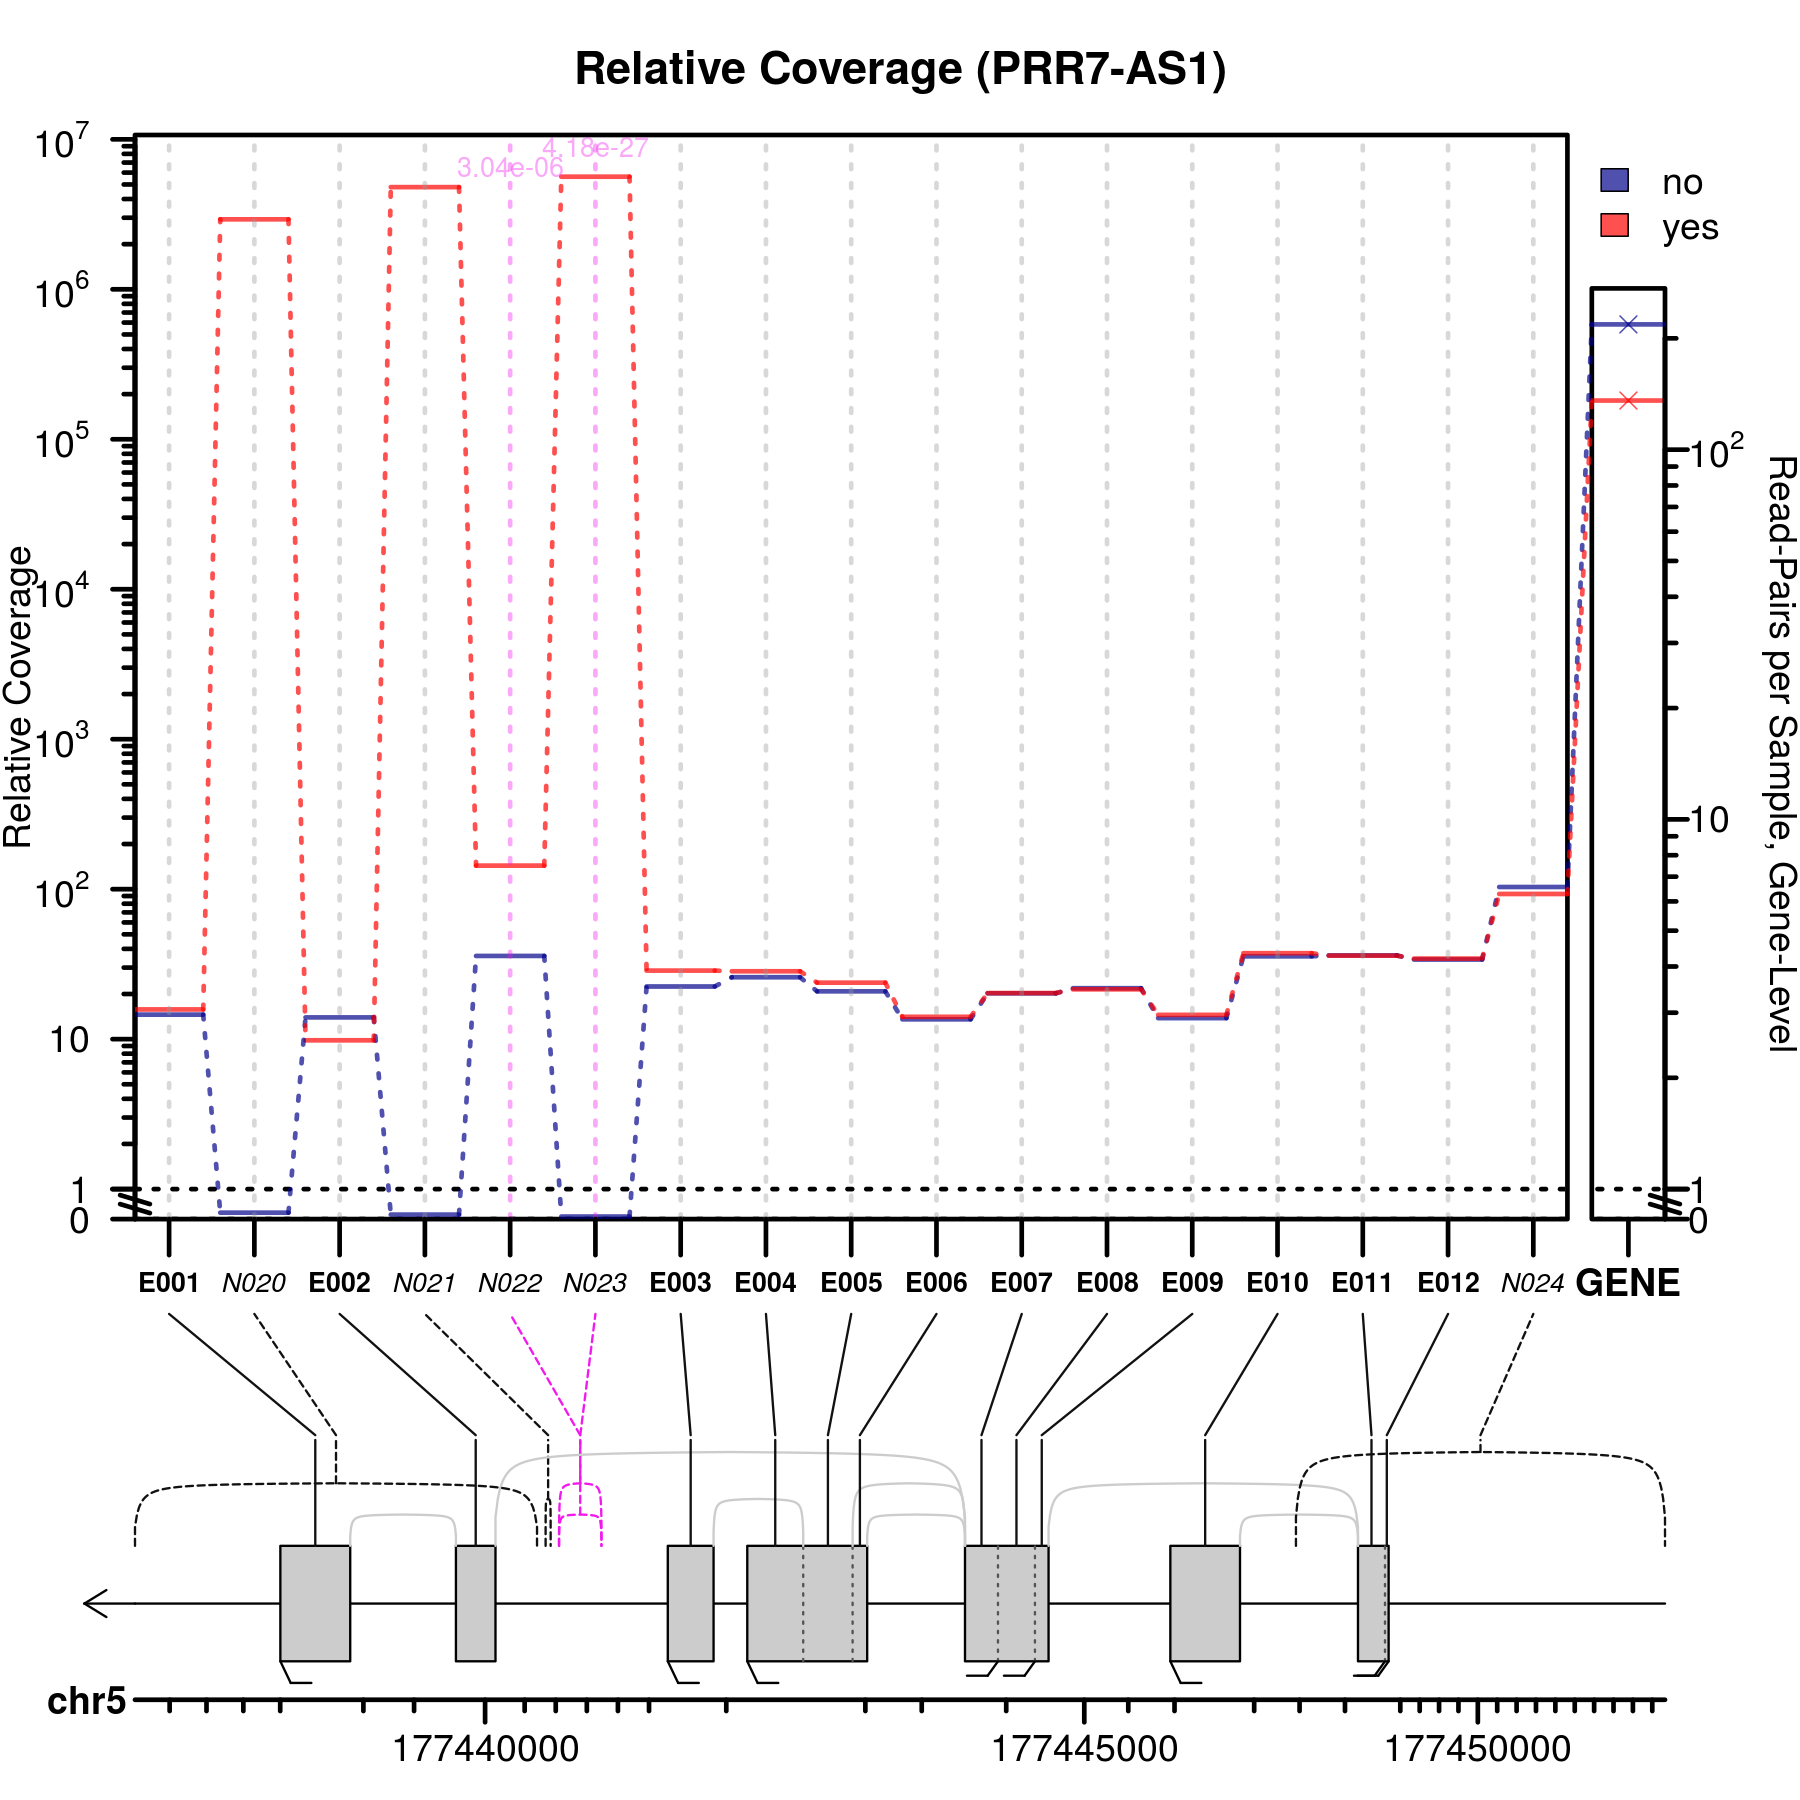 Relative Coverage (PRR7-AS1)
4.18e-27
3.04e-06
no
yes
10^7
10^6
10^5
10^4
10^3
10^2
10
1
0
Relative Coverage
10^2
10
1
0
Read-Pairs per Sample, Gene-Level
E001 N020 E002 N021 N022 N023 E003 E004 E005 E006 E007 E008 E009 E010 E011 E012 N024 GENE
chr5
177440000 177445000 177450000